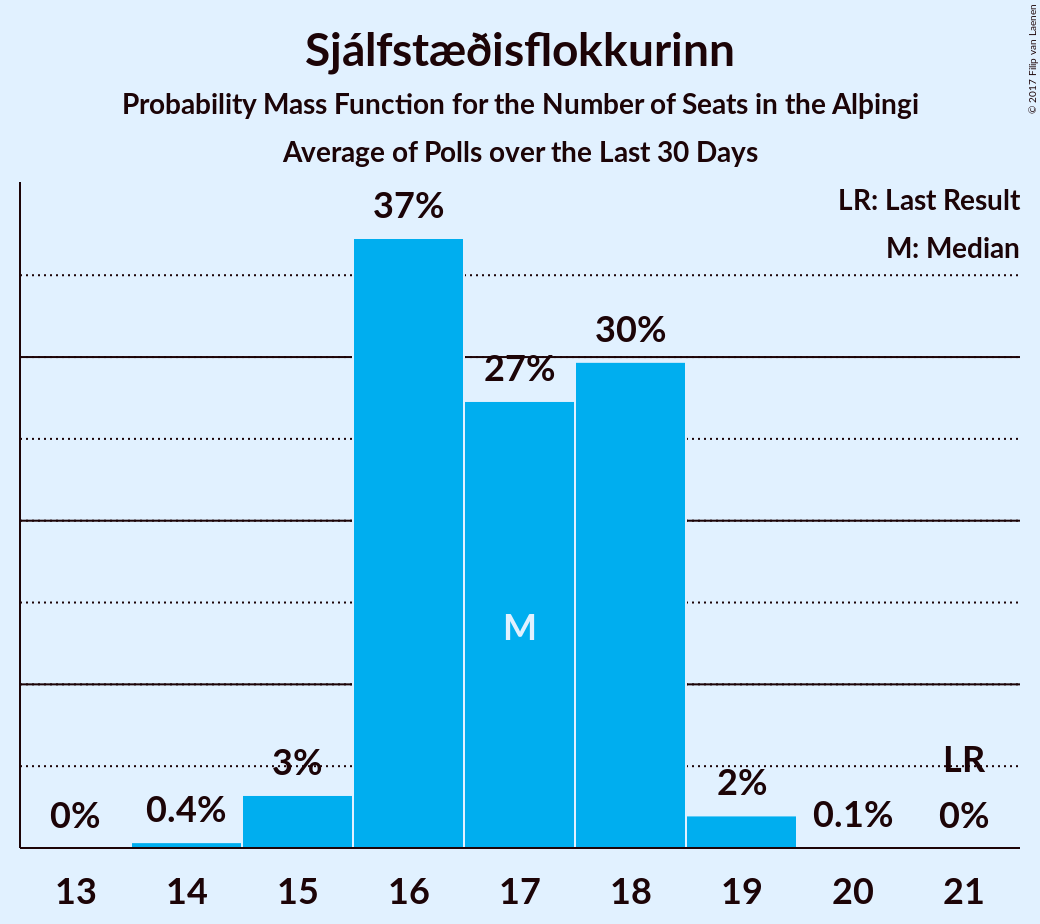 Sjálfstæðisflokkurinn
Probability Mass Function for the Number of Seats in the Alþingi
Average of Polls over the Last 30 Days
© 2017 Filip van Laenen
LR: Last Result
M: Median
37%
30%
27%
M
3%
2%
LR
0%
0.4%
0.1%
0%
13 14 15 16 17 18 19 20 21